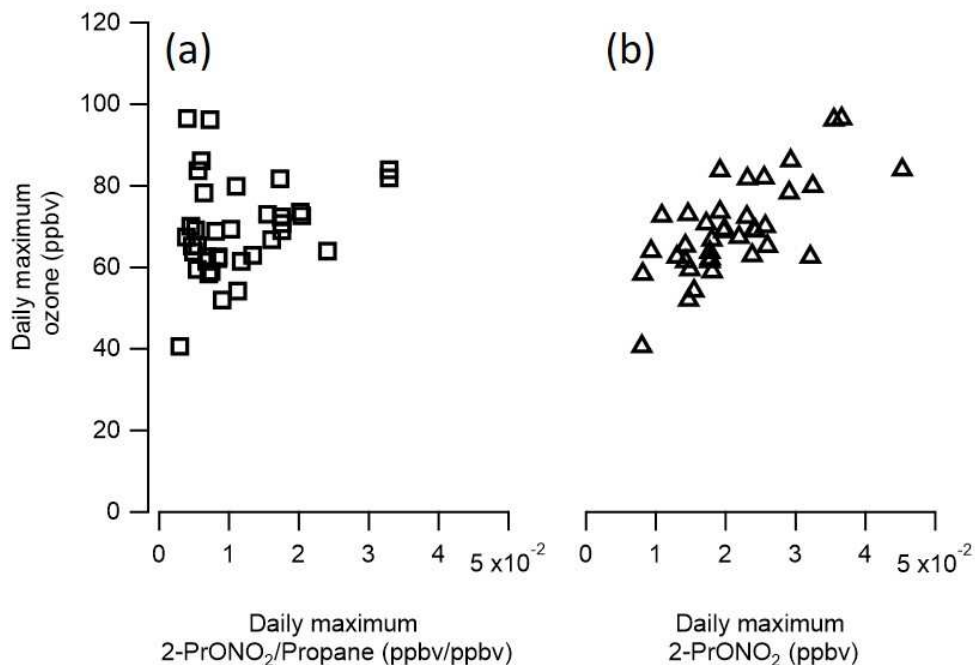 (a)
(b)
120
100
80
60
40
20
0
Daily maximum
ozone (ppbv)
0 1 2 3 4 5 x10⁻²
0 1 2 3 4 5 x10⁻²
Daily maximum
2-PrONO₂/Propane (ppbv/ppbv)
Daily maximum
2-PrONO₂ (ppbv)